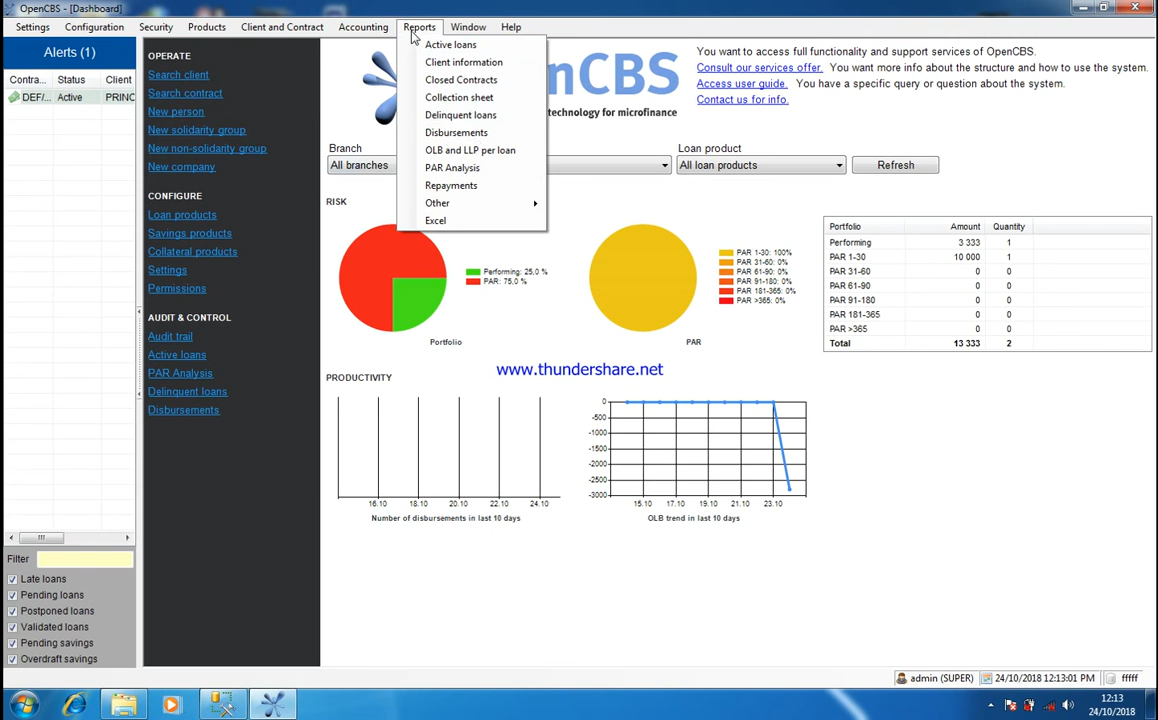 OpenCBS - [Dashboard]
Settings Configuration Security Products Client and Contract Accounting Reports Window Help
Alerts (1)
Contra... Status Client
DEF/... Active PRINC
OPERATE
Search client
Search contract
New person
New solidarity group
New non-solidarity group
New company
CONFIGURE
Loan products
Savings products
Collateral products
Settings
Permissions
AUDIT & CONTROL
Audit trail
Active loans
PAR Analysis
Delinquent loans
Disbursements
Active loans
Client information
Closed Contracts
Collection sheet
Delinquent loans
Disbursements
OLB and LLP per loan
PAR Analysis
Repayments
Other
Excel
enCBS
technology for microfinance
You want to access full functionality and support services of OpenCBS.
Consult our services offer. You want more info about the structure and how to use the system.
Access user guide. You have a specific query or question about the system.
Contact us for info.
Branch
All branches
Loan product
All loan products
Refresh
RISK
Performing: 25,0 %
PAR: 75,0 %
Portfolio
PAR 1-30: 100%
PAR 31-60: 0%
PAR 61-90: 0%
PAR 91-180: 0%
PAR 181-365: 0%
PAR >365: 0%
PAR
Portfolio Amount Quantity
Performing 3 333 1
PAR 1-30 10 000 1
PAR 31-60 0 0
PAR 61-90 0 0
PAR 91-180 0 0
PAR 181-365 0 0
PAR >365 0 0
Total 13 333 2
www.thundershare.net
PRODUCTIVITY
16.10 18.10 20.10 22.10 24.10
Number of disbursements in last 10 days
0
-500
-1000
-1500
-2000
-2500
-3000
15.10 17.10 19.10 21.10 23.10
OLB trend in last 10 days
Filter
Late loans
Pending loans
Postponed loans
Validated loans
Pending savings
Overdraft savings
admin (SUPER) 24/10/2018 12:13:01 PM fffff
12:13
24/10/2018